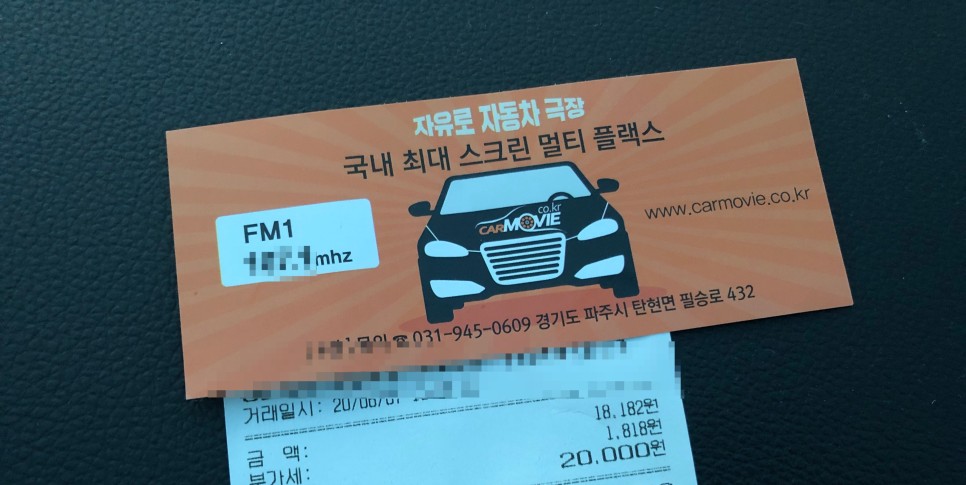 자유로 자동차 극장
국내 최대 스크린 멀티 플랙스
www.carmovie.co.kr
co.kr
CARMOVIE
FM1
mhz
☎ 031-945-0609 경기도 파주시 탄현면 필승로 432
거래일시: 20/06/01
18,182원
금 액: 1,818원
부가세: 20,000원